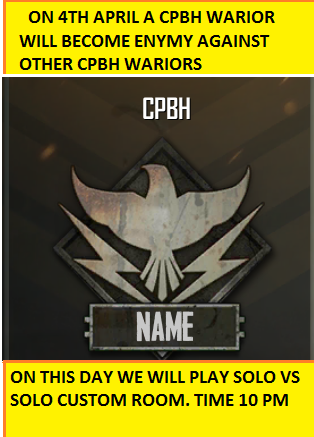 ON 4TH APRIL A CPBH WARIOR
WILL BECOME ENYMY AGAINST
OTHER CPBH WARIORS
CPBH
NAME
ON THIS DAY WE WILL PLAY SOLO VS
SOLO CUSTOM ROOM. TIME 10 PM